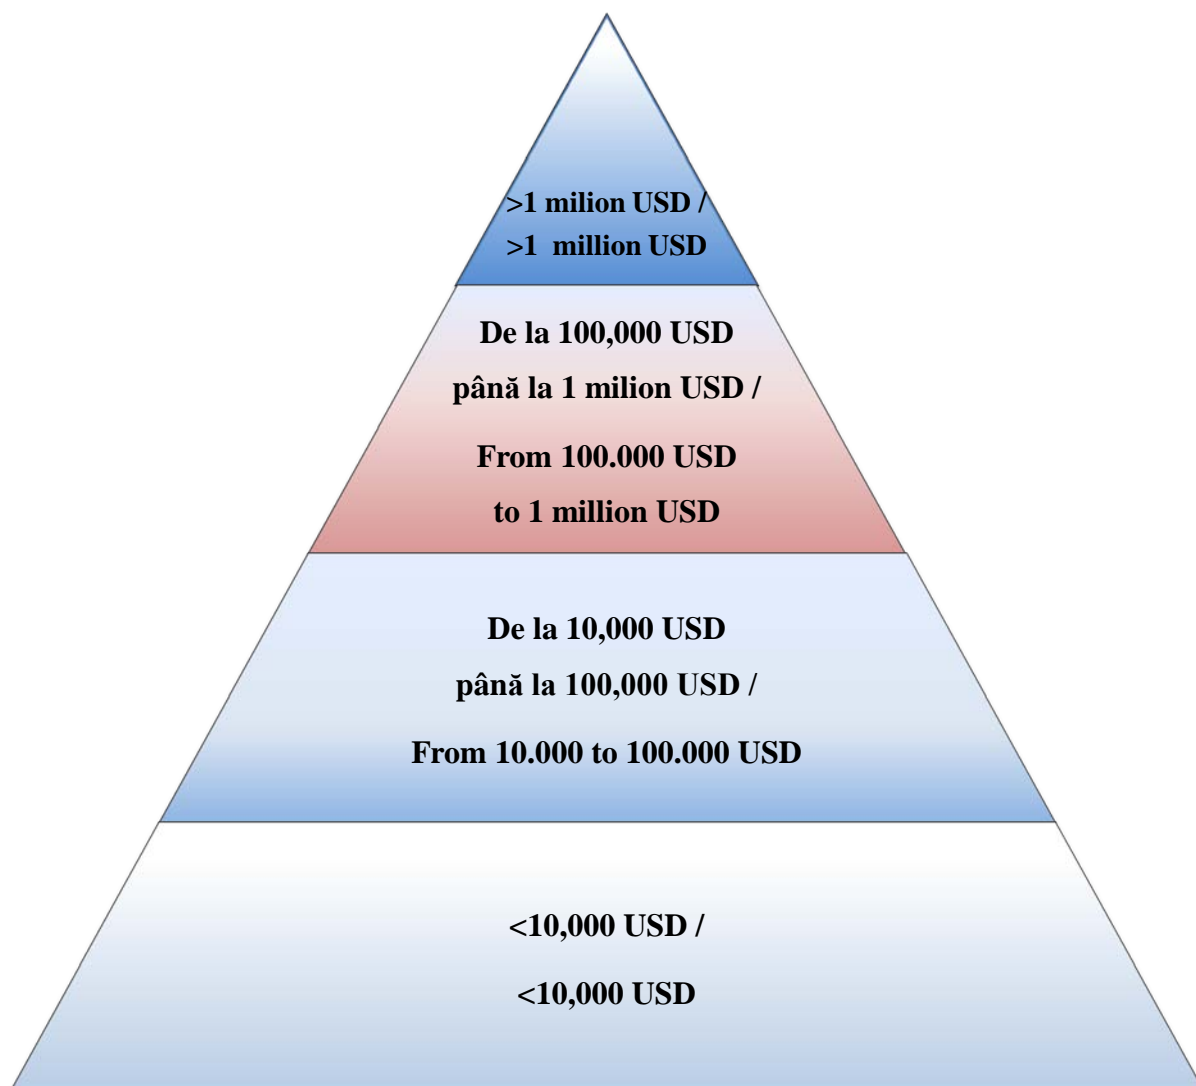 >1 milion USD /
>1 million USD
De la 100,000 USD
până la 1 milion USD /
From 100.000 USD
to 1 million USD
De la 10,000 USD
până la 100,000 USD /
From 10.000 to 100.000 USD
<10,000 USD /
<10,000 USD